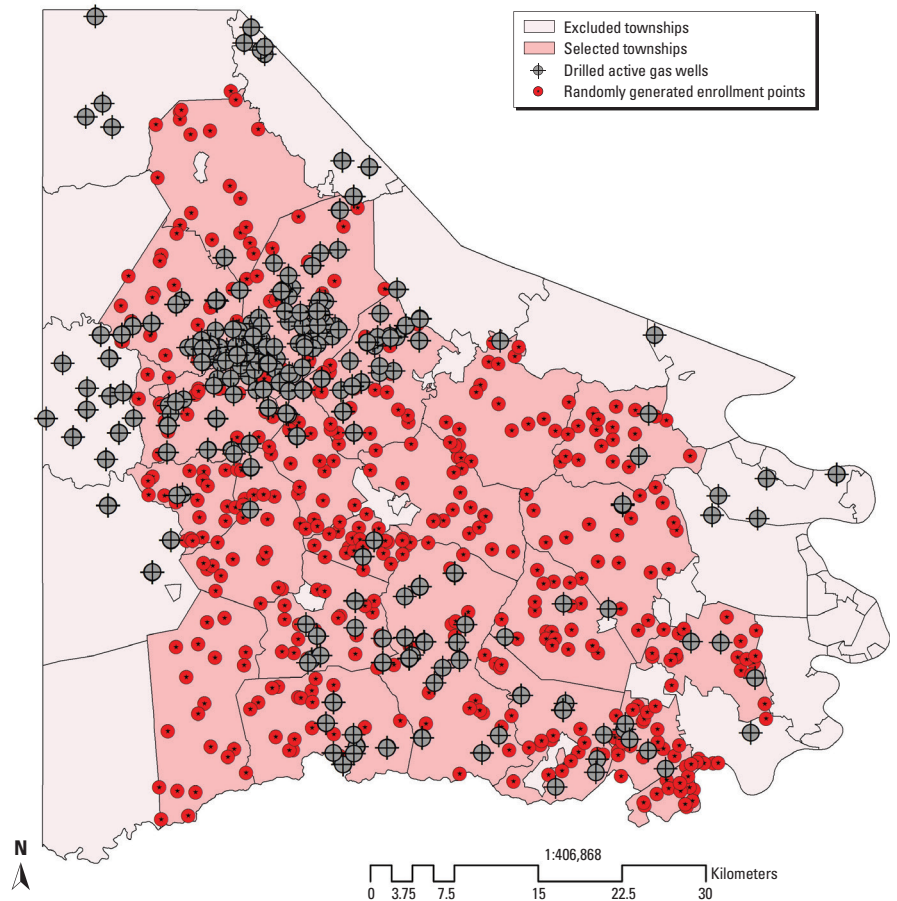 Excluded townships
Selected townships
Drilled active gas wells
Randomly generated enrollment points
N
1:406,868
Kilometers
0 3.75 7.5 15 22.5 30